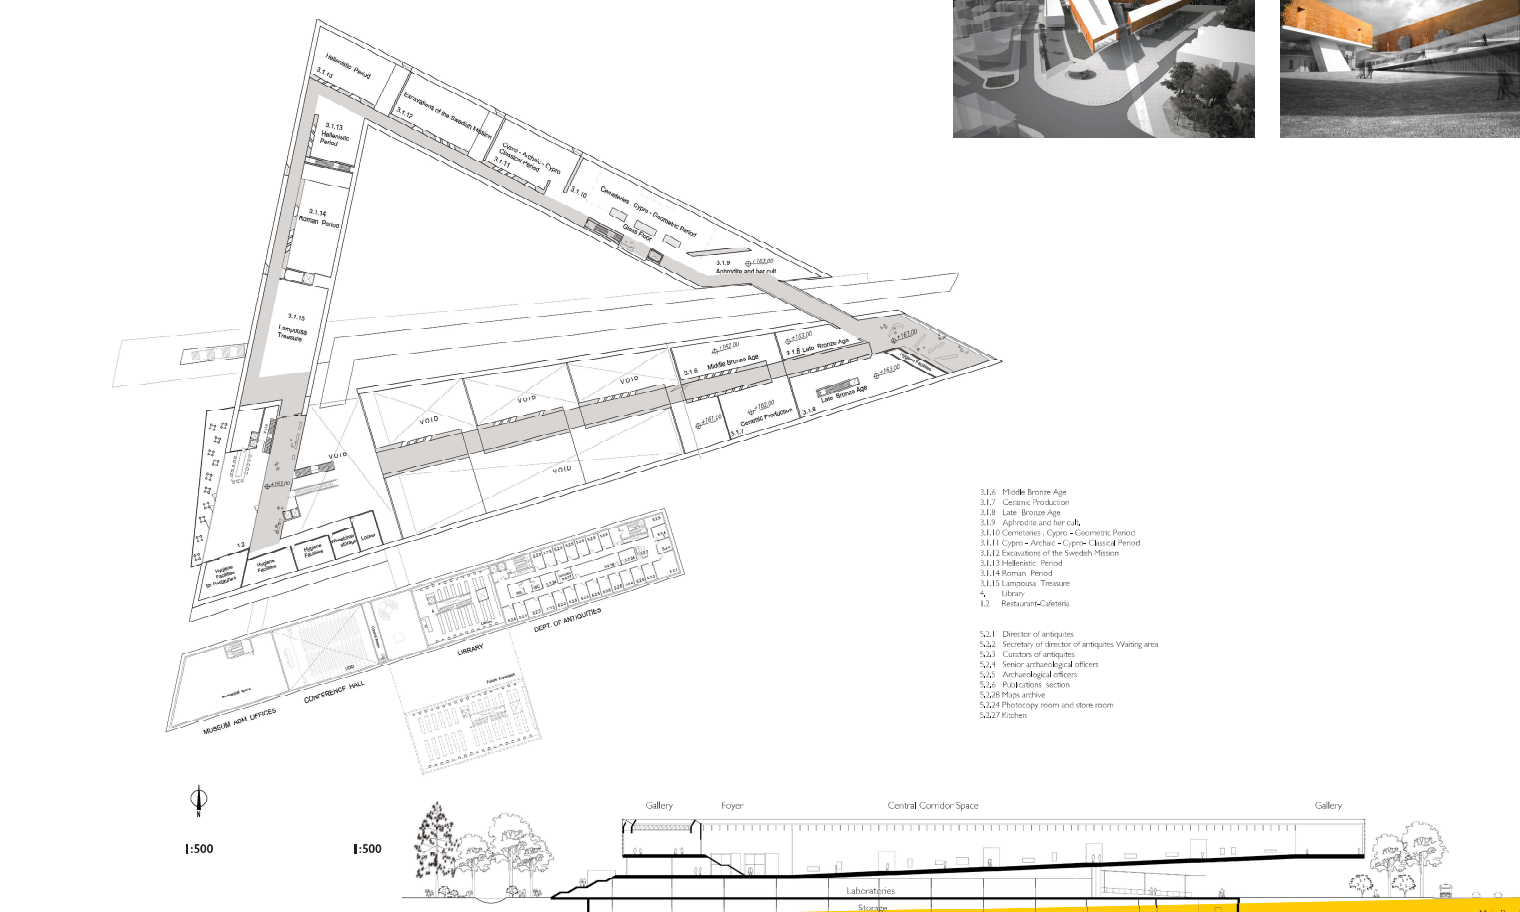 Hellenistic Period
3.1.13
Excavations of the Swedish Mission
3.1.12
Cypro - Archaic - Cypro
Classical Period
3.1.11
3.1.10
Cemeteries , Cypro - Geometric Period
Glass Floor
3.1.9
+163.00
Aphrodite and her cult
3.1.13
Hellenistic
Period
3.1.14
Roman Period
3.1.15
Lampousa
Treasure
+162.00
3.1.6 Middle Bronze Age
+163.00
3.1.8 Late Bronze Age
+163.00
Hygiene Facilities
+163.00
Late Bronze Age
3.1.8
+162.00
Ceramic Production
3.1.7
+161.00
VOID
VOID
VOID
VOID
VOID
1.2
Hygiene
Facilities
Hygiene
Facilities
Hygiene
Facilities
Locker
DEPT. OF ANTIQUITIES
LIBRARY
CONFERENCE HALL
MUSEUM ADM. OFFICES
Future Expansion
3.1.6 Middle Bronze Age
3.1.7 Ceramic Production
3.1.8 Late Bronze Age
3.1.9 Aphrodite and her cult,
3.1.10 Cemeteries , Cypro - Geometric Period
3.1.11 Cypro - Archaic - Cypro- Classical Period
3.1.12 Excavations of the Swedish Mission
3.1.13 Hellenistic Period
3.1.14 Roman Period
3.1.15 Lampousa Treasure
4. Library
1.2 Restaurant-Cafeteria
5.2.1 Director of antiquites
5.2.2 Secretary of director of antiquites Waiting area
5.2.3 Curators of antiquites
5.2.4 Senior archaeological officers
5.2.5 Archaeological officers
5.2.6 Publications section
5.2.28 Maps archive
5.2.24 Photocopy room and store room
5.2.27 Kitchen
N
1:500
1:500
Gallery
Foyer
Central Corridor Space
Gallery
Laboratories
Storage